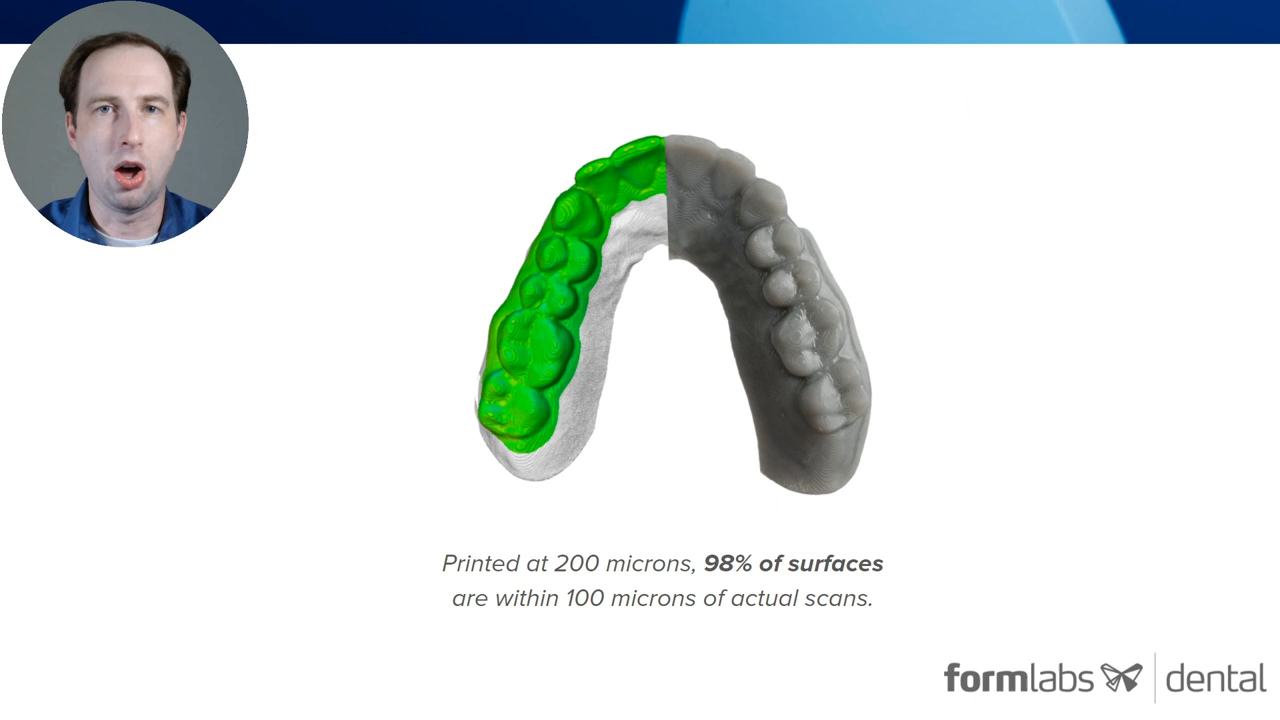 Printed at 200 microns, 98% of surfaces
are within 100 microns of actual scans.
formlabs dental